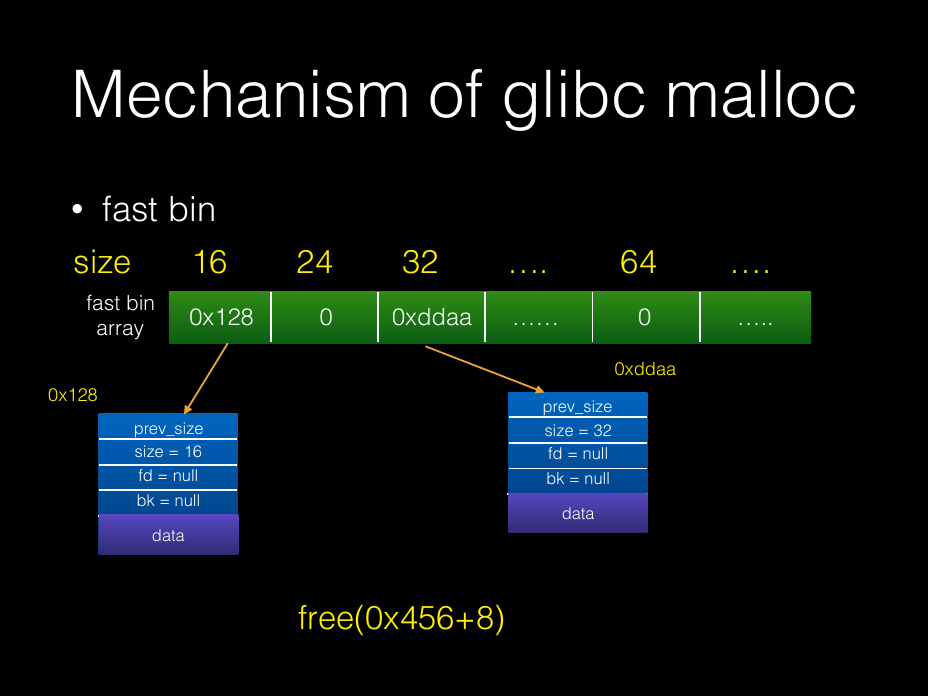 Mechanism of glibc malloc
• fast bin
size 16 24 32 …. 64 ….
fast bin
array
0x128 0 0xddaa …… 0 …..
0xddaa
0x128
prev_size
size = 16
fd = null
bk = null
data
prev_size
size = 32
fd = null
bk = null
data
free(0x456+8)